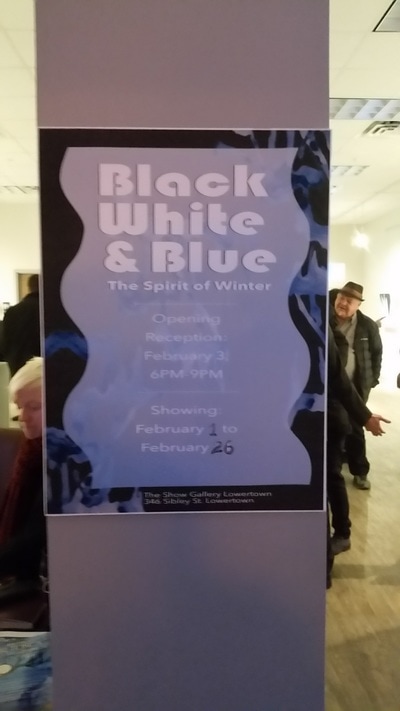 Black
White
& Blue
The Spirit of Winter
Opening
Reception:
February 3
6PM-9PM
Showing:
February 1 to
February 26
The Show Gallery Lowertown
346 Sibley St. Lowertown